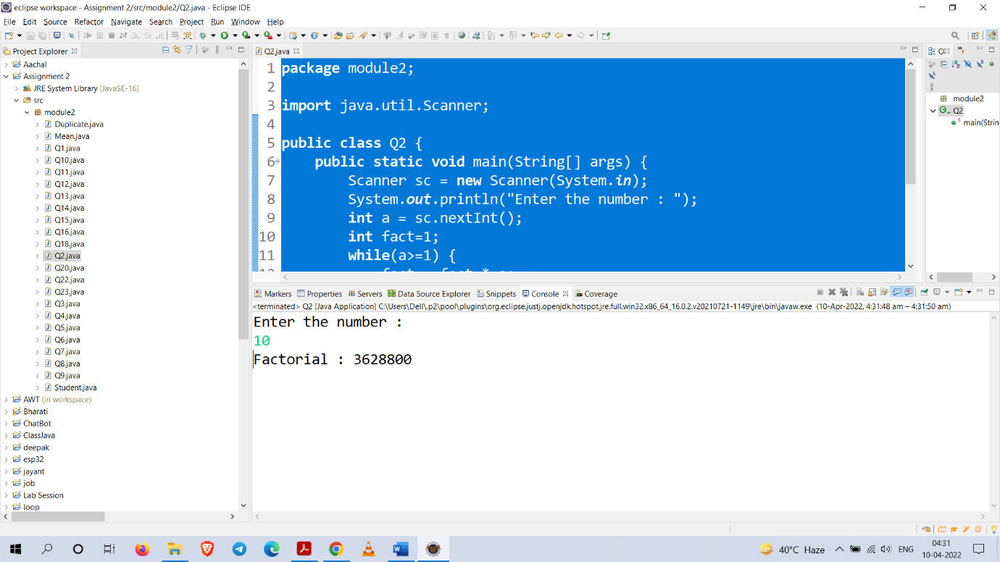 eclipse workspace - Assignment 2/src/module2/Q2.java - Eclipse IDE
File Edit Source Refactor Navigate Search Project Run Window Help
Project Explorer
Aachal
Assignment 2
JRE System Library [JavaSE-16]
src
module2
Duplicate.java
Mean.java
Q1.java
Q10.java
Q11.java
Q12.java
Q13.java
Q14.java
Q15.java
Q16.java
Q18.java
Q2.java
Q20.java
Q22.java
Q23.java
Q3.java
Q4.java
Q5.java
Q6.java
Q7.java
Q8.java
Q9.java
Student.java
AWT (in workspace)
Bharati
ChatBot
ClassJava
deepak
esp32
jayant
job
Lab Session
loop
Q2.java
1 package module2;
2
3 import java.util.Scanner;
4
5 public class Q2 {
6 public static void main(String[] args) {
7 Scanner sc = new Scanner(System.in);
8 System.out.println("Enter the number : ");
9 int a = sc.nextInt();
10 int fact=1;
11 while(a>=1) {
module2
Q2
main(Strin
Markers Properties Servers Data Source Explorer Snippets Console Coverage
<terminated> Q2 [Java Application] C:\Users\Dell\.p2\pool\plugins\org.eclipse.justj.openjdk.hotspot.jre.full.win32.x86_64_16.0.2.v20210721-1149\jre\bin\javaw.exe (10-Apr-2022, 4:31:48 am – 4:31:50 am)
Enter the number :
10
Factorial : 3628800
40°C Haze
ENG
04:31
10-04-2022